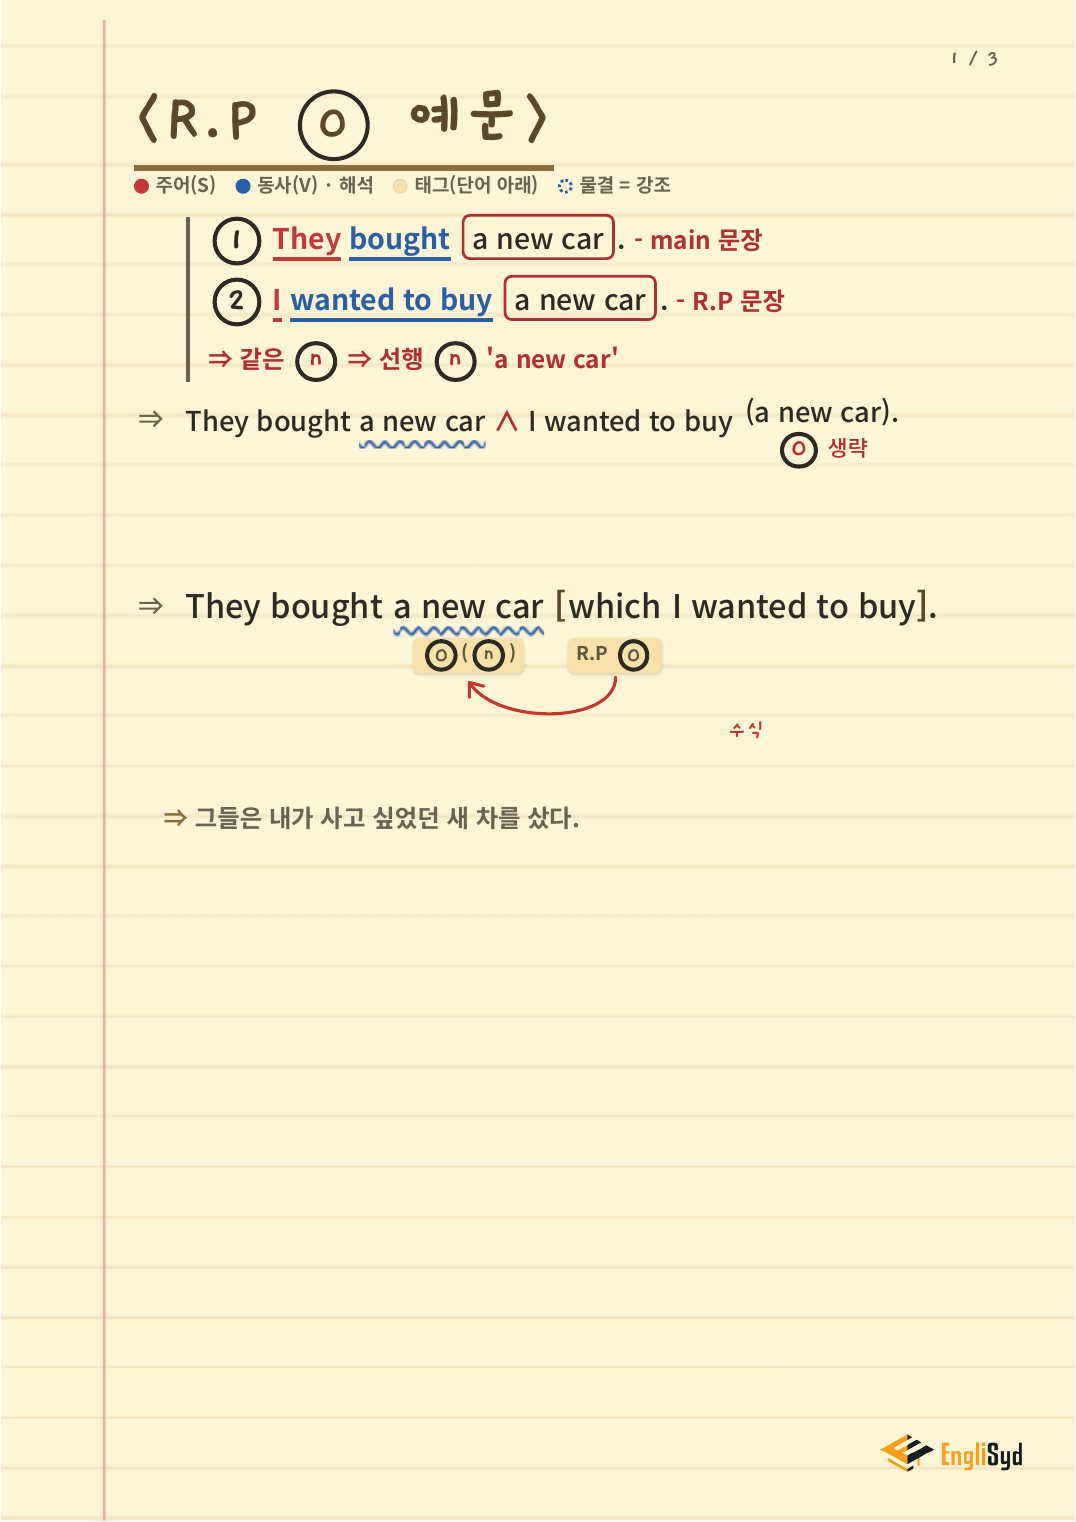 1 / 3
〈R.P ⓞ 예문〉
주어(S) 동사(V) · 해석 태그(단어 아래) 물결 = 강조
① They bought a new car. - main 문장
② I wanted to buy a new car. - R.P 문장
⇒ 같은 ⓝ ⇒ 선행 ⓝ 'a new car'
⇒ They bought a new car ∧ I wanted to buy (a new car).
ⓞ 생략
⇒ They bought a new car [which I wanted to buy].
ⓞ(ⓝ) R.P ⓞ
수식
⇒ 그들은 내가 사고 싶었던 새 차를 샀다.
EngliSyd